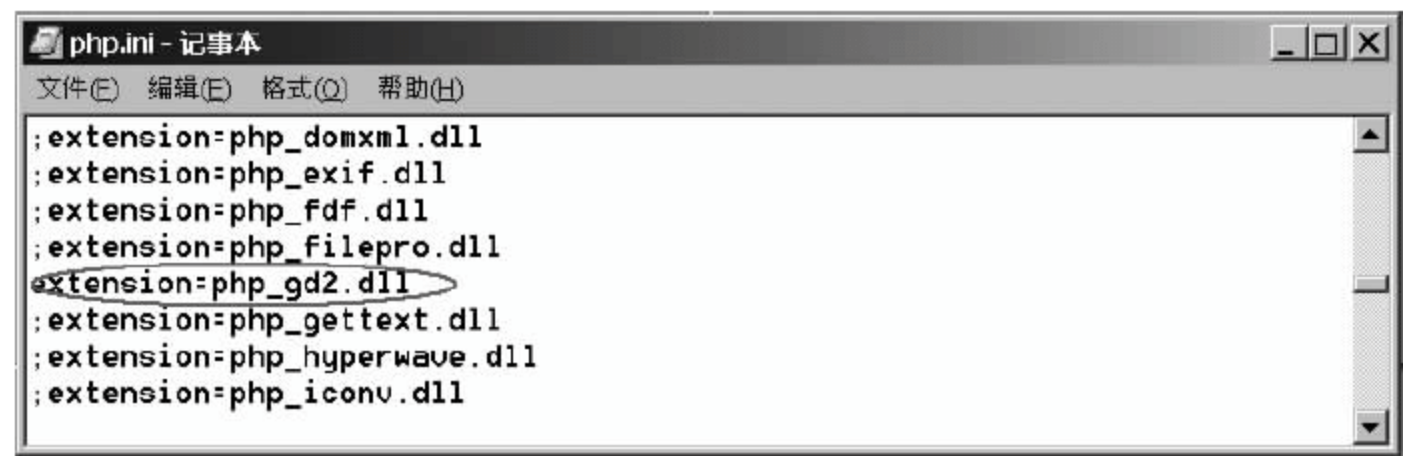 php.ini - 记事本
文件(F) 编辑(E) 格式(O) 帮助(H)
;extension=php_domxml.dll
;extension=php_exif.dll
;extension=php_fdf.dll
;extension=php_filepro.dll
extension=php_gd2.dll
;extension=php_gettext.dll
;extension=php_hyperwave.dll
;extension=php_iconv.dll